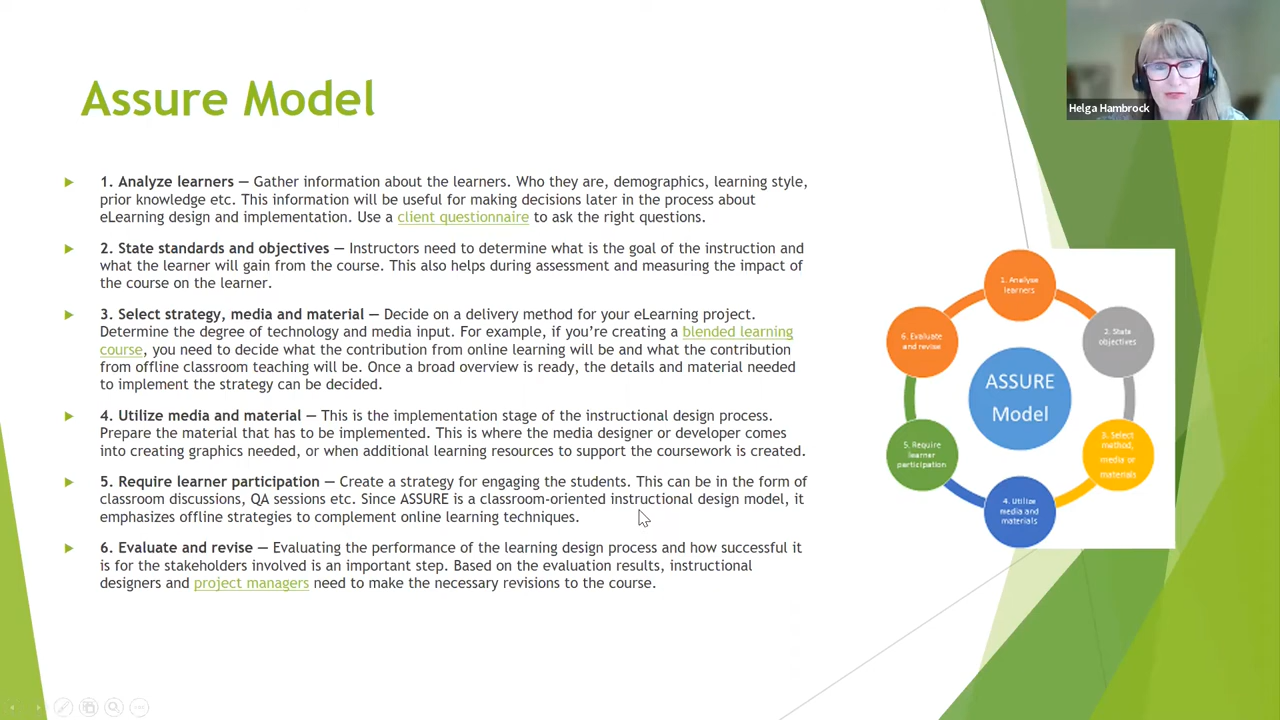 Assure Model
1. Analyze learners — Gather information about the learners. Who they are, demographics, learning style,
prior knowledge etc. This information will be useful for making decisions later in the process about
eLearning design and implementation. Use a client questionnaire to ask the right questions.
2. State standards and objectives — Instructors need to determine what is the goal of the instruction and
what the learner will gain from the course. This also helps during assessment and measuring the impact of
the course on the learner.
3. Select strategy, media and material — Decide on a delivery method for your eLearning project.
Determine the degree of technology and media input. For example, if you’re creating a blended learning
course, you need to decide what the contribution from online learning will be and what the contribution
from offline classroom teaching will be. Once a broad overview is ready, the details and material needed
to implement the strategy can be decided.
4. Utilize media and material — This is the implementation stage of the instructional design process.
Prepare the material that has to be implemented. This is where the media designer or developer comes
into creating graphics needed, or when additional learning resources to support the coursework is created.
5. Require learner participation — Create a strategy for engaging the students. This can be in the form of
classroom discussions, QA sessions etc. Since ASSURE is a classroom-oriented instructional design model, it
emphasizes offline strategies to complement online learning techniques.
6. Evaluate and revise — Evaluating the performance of the learning design process and how successful it
is for the stakeholders involved is an important step. Based on the evaluation results, instructional
designers and project managers need to make the necessary revisions to the course.
Helga Hambrock
1. Analyse
learners
2. State
objectives
3. Select
method,
media or
materials
4. Utilize
media and
materials
5. Require
learner
participation
6. Evaluate
and revise
ASSURE
Model